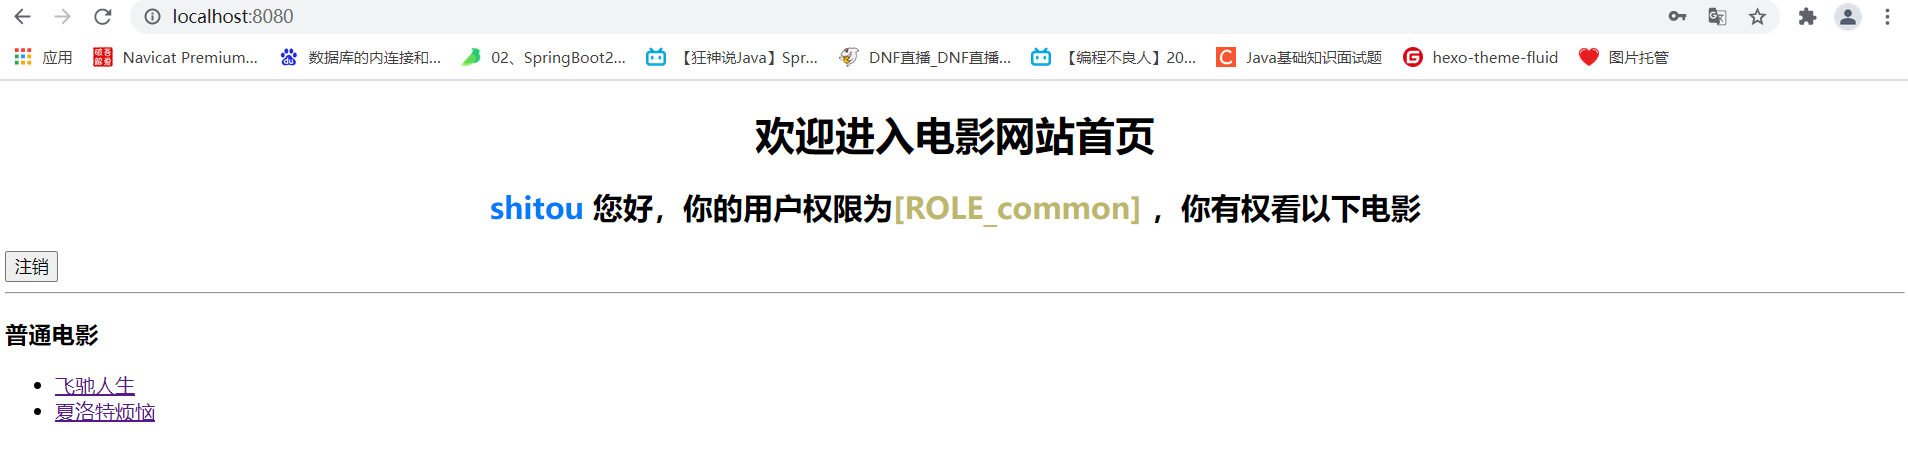 localhost:8080
应用 Navicat Premium... 数据库的内连接和... 02、SpringBoot2... 【狂神说Java】Spr... DNF直播_DNF直播... 【编程不良人】20... Java基础知识面试题 hexo-theme-fluid 图片托管
欢迎进入电影网站首页
shitou 您好，你的用户权限为[ROLE_common] ，你有权看以下电影
注销
普通电影
飞驰人生
夏洛特烦恼